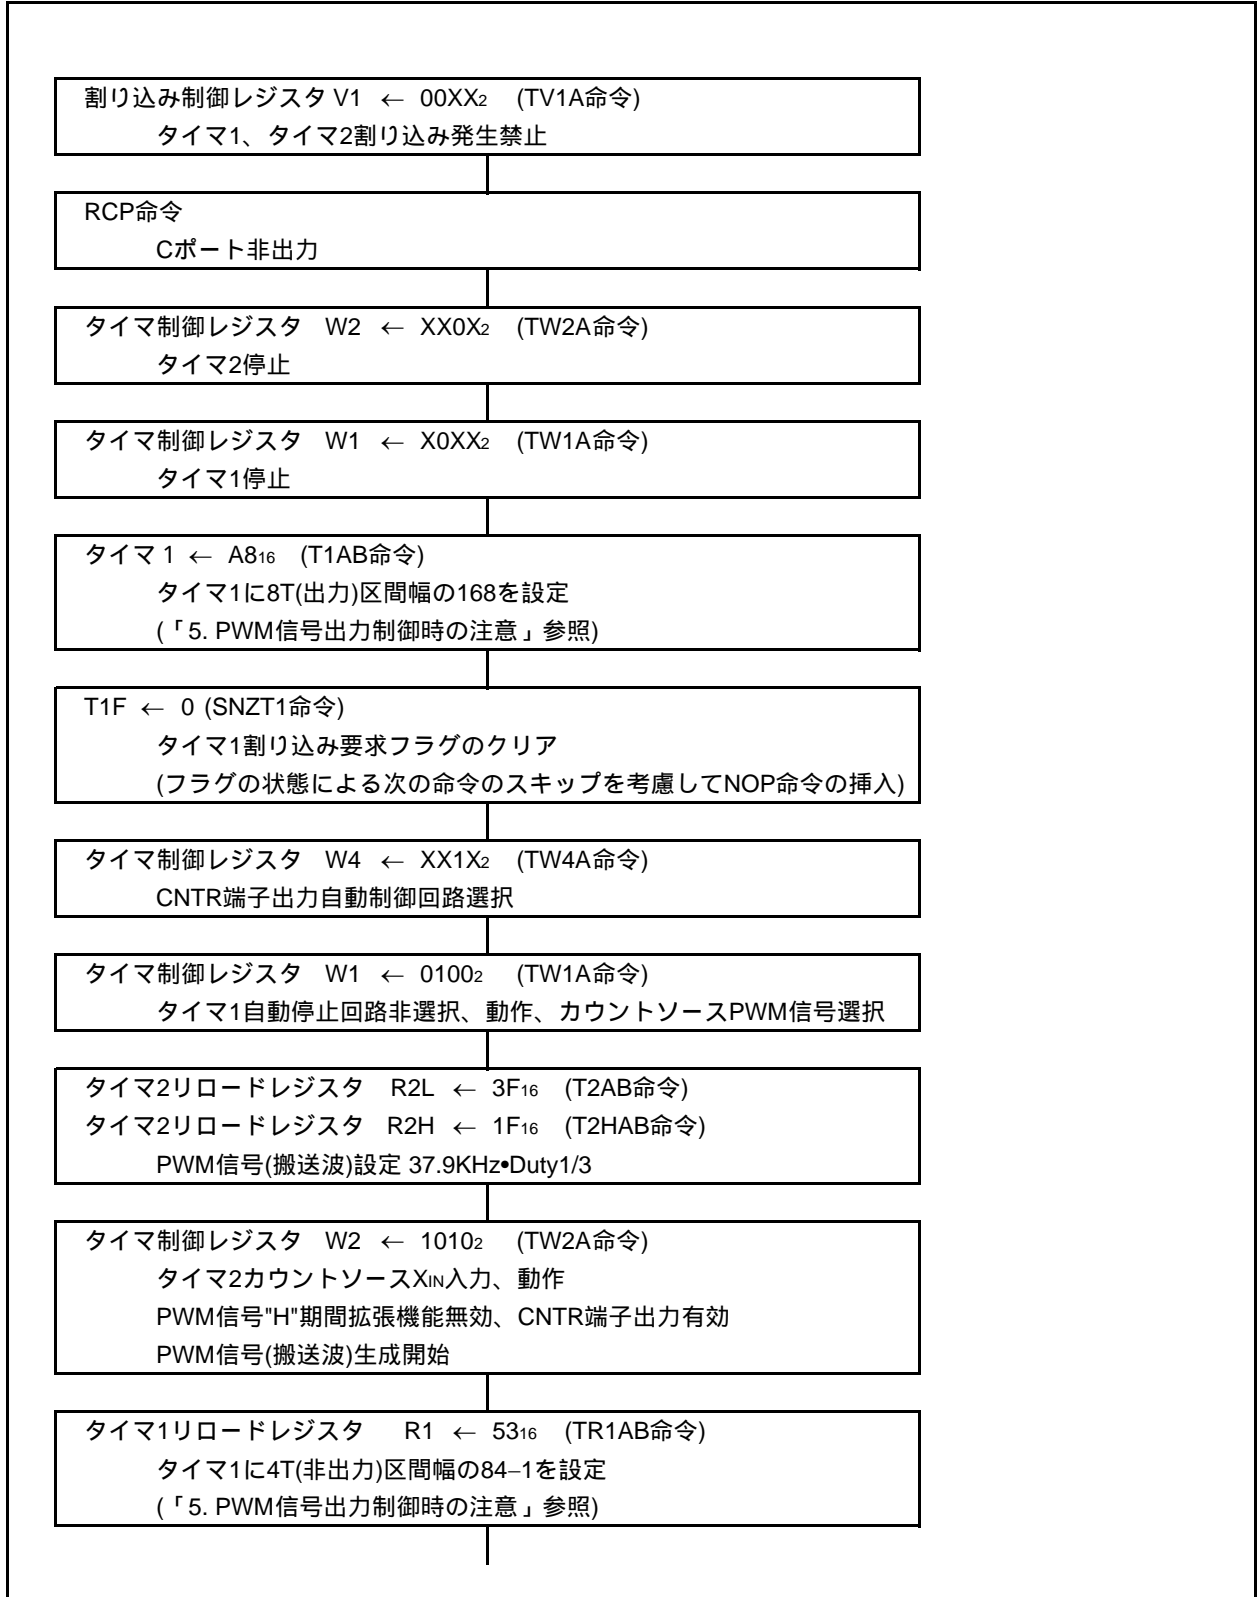 割り込み制御レジスタ V1 ← 00XX2 (TV1A命令)
タイマ1、タイマ2割り込み発生禁止
RCP命令
Cポート非出力
タイマ制御レジスタ W2 ← XX0X2 (TW2A命令)
タイマ2停止
タイマ制御レジスタ W1 ← X0XX2 (TW1A命令)
タイマ1停止
タイマ1 ← A816 (T1AB命令)
タイマ1に8T(出力)区間幅の168を設定
(「5. PWM信号出力制御時の注意」参照)
T1F ← 0 (SNZT1命令)
タイマ1割り込み要求フラグのクリア
(フラグの状態による次の命令のスキップを考慮してNOP命令の挿入)
タイマ制御レジスタ W4 ← XX1X2 (TW4A命令)
CNTR端子出力自動制御回路選択
タイマ制御レジスタ W1 ← 01002 (TW1A命令)
タイマ1自動停止回路非選択、動作、カウントソースPWM信号選択
タイマ2リロードレジスタ R2L ← 3F16 (T2AB命令)
タイマ2リロードレジスタ R2H ← 1F16 (T2HAB命令)
PWM信号(搬送波)設定 37.9KHz•Duty1/3
タイマ制御レジスタ W2 ← 10102 (TW2A命令)
タイマ2カウントソースXIN入力、動作
PWM信号"H"期間拡張機能無効、CNTR端子出力有効
PWM信号(搬送波)生成開始
タイマ1リロードレジスタ R1 ← 5316 (TR1AB命令)
タイマ1に4T(非出力)区間幅の84−1を設定
(「5. PWM信号出力制御時の注意」参照)